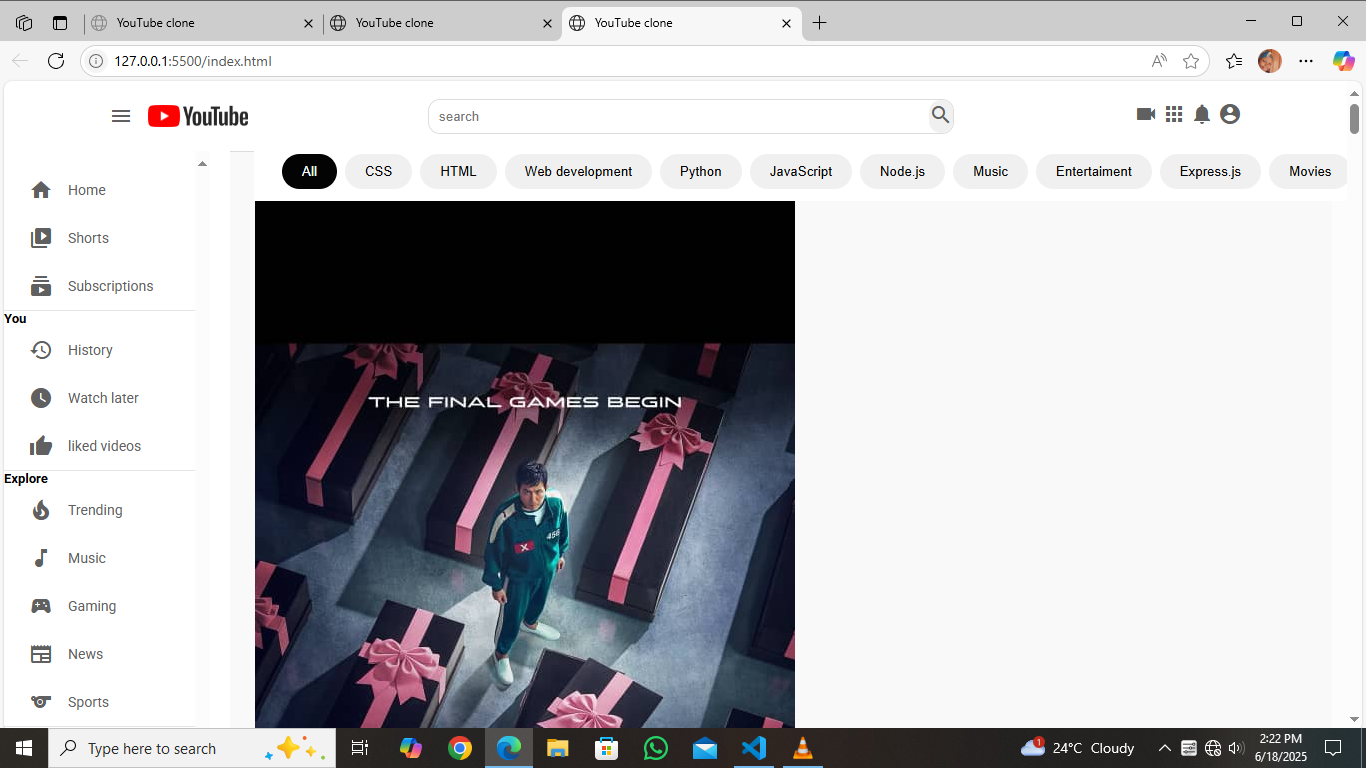 YouTube clone
YouTube clone
YouTube clone
127.0.0.1:5500/index.html
YouTube
search
All
CSS
HTML
Web development
Python
JavaScript
Node.js
Music
Entertaiment
Express.js
Movies
Home
Shorts
Subscriptions
You
History
Watch later
liked videos
Explore
Trending
Music
Gaming
News
Sports
THE FINAL GAMES BEGIN
456
X
Type here to search
1
24°C Cloudy
2:22 PM
6/18/2025